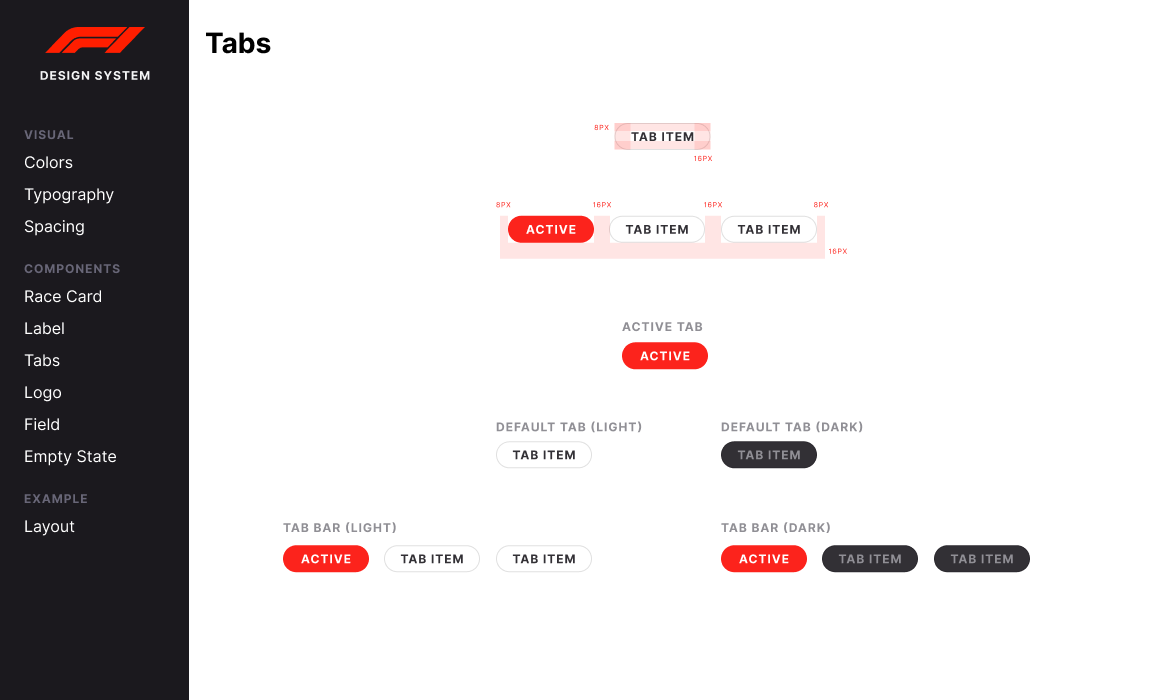 DESIGN SYSTEM
VISUAL
Colors
Typography
Spacing
COMPONENTS
Race Card
Label
Tabs
Logo
Field
Empty State
EXAMPLE
Layout
Tabs
8PX TAB ITEM
16PX
8PX 16PX 16PX 8PX
ACTIVE TAB ITEM TAB ITEM
16PX
ACTIVE TAB
ACTIVE
DEFAULT TAB (LIGHT) DEFAULT TAB (DARK)
TAB ITEM TAB ITEM
TAB BAR (LIGHT) TAB BAR (DARK)
ACTIVE TAB ITEM TAB ITEM ACTIVE TAB ITEM TAB ITEM